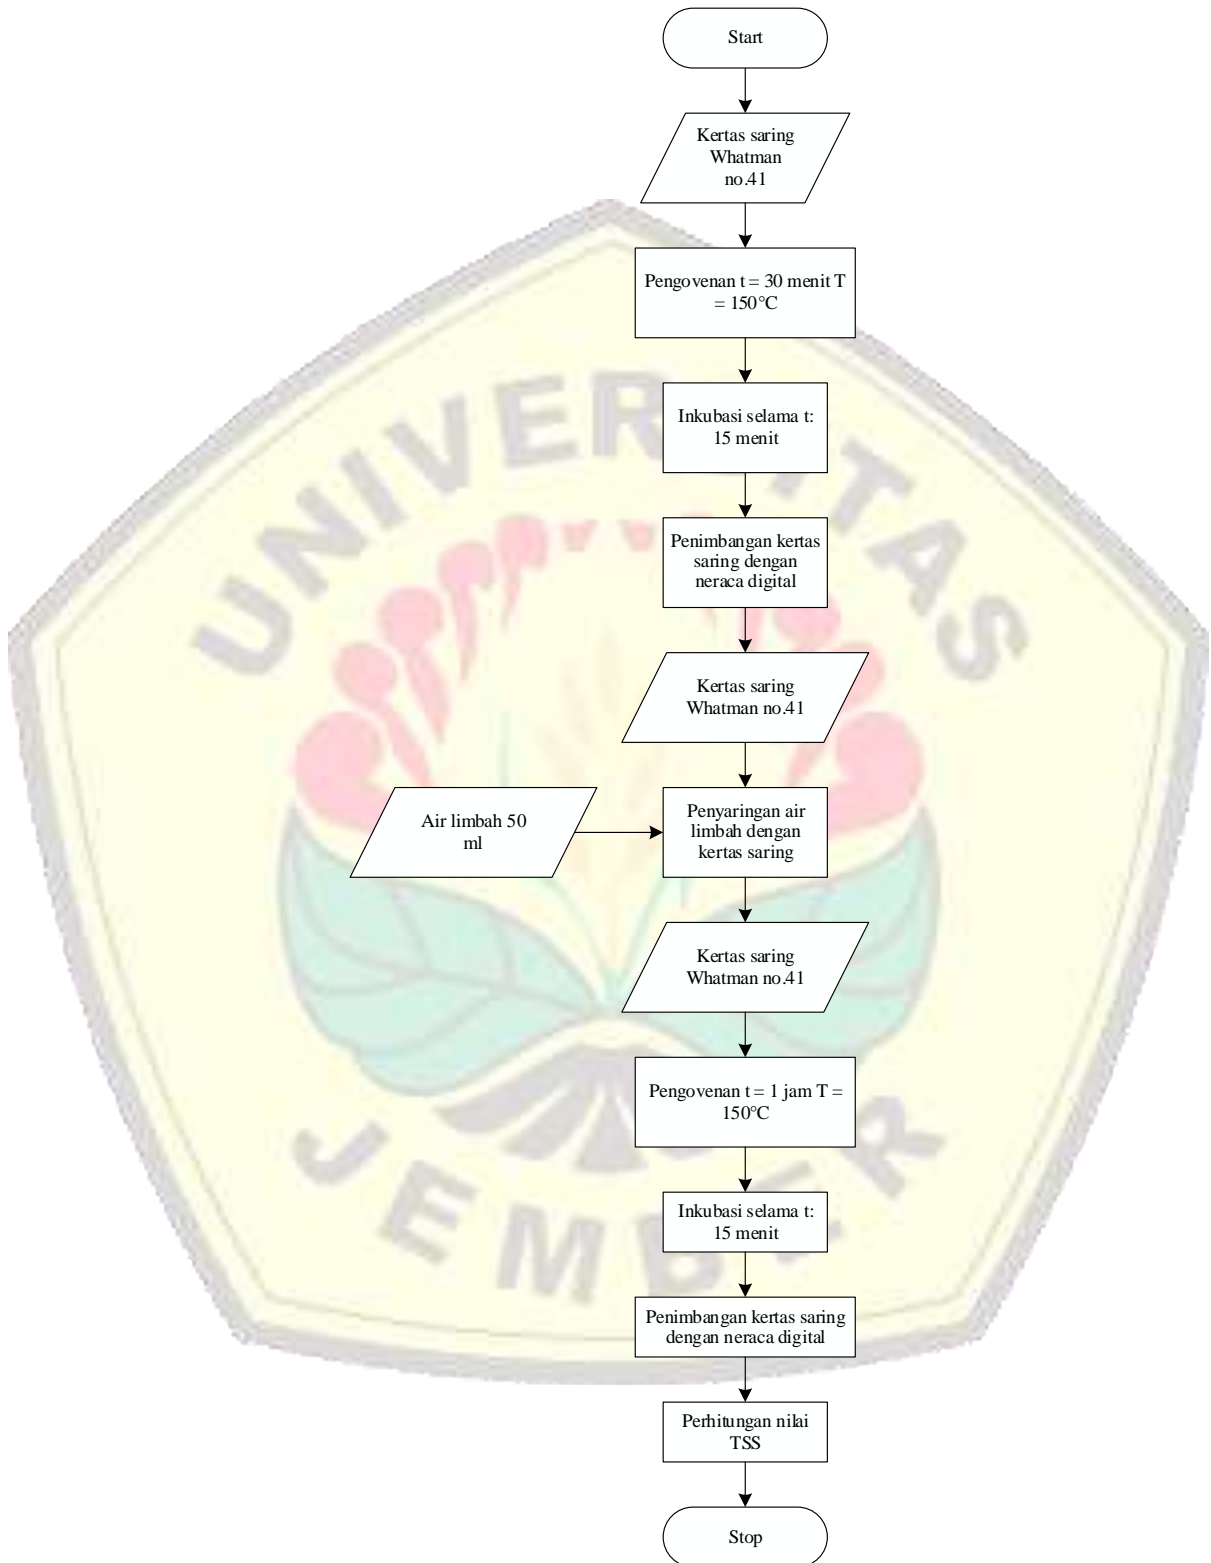 Start
Kertas saring
Whatman
no.41
Pengovenan t = 30 menit T
= 150°C
Inkubasi selama t:
15 menit
Penimbangan kertas
saring dengan
neraca digital
Kertas saring
Whatman no.41
Air limbah 50
ml
Penyaringan air
limbah dengan
kertas saring
Kertas saring
Whatman no.41
Pengovenan t = 1 jam T =
150°C
Inkubasi selama t:
15 menit
Penimbangan kertas saring
dengan neraca digital
Perhitungan nilai
TSS
Stop
UNIVERSITAS
JEMBER